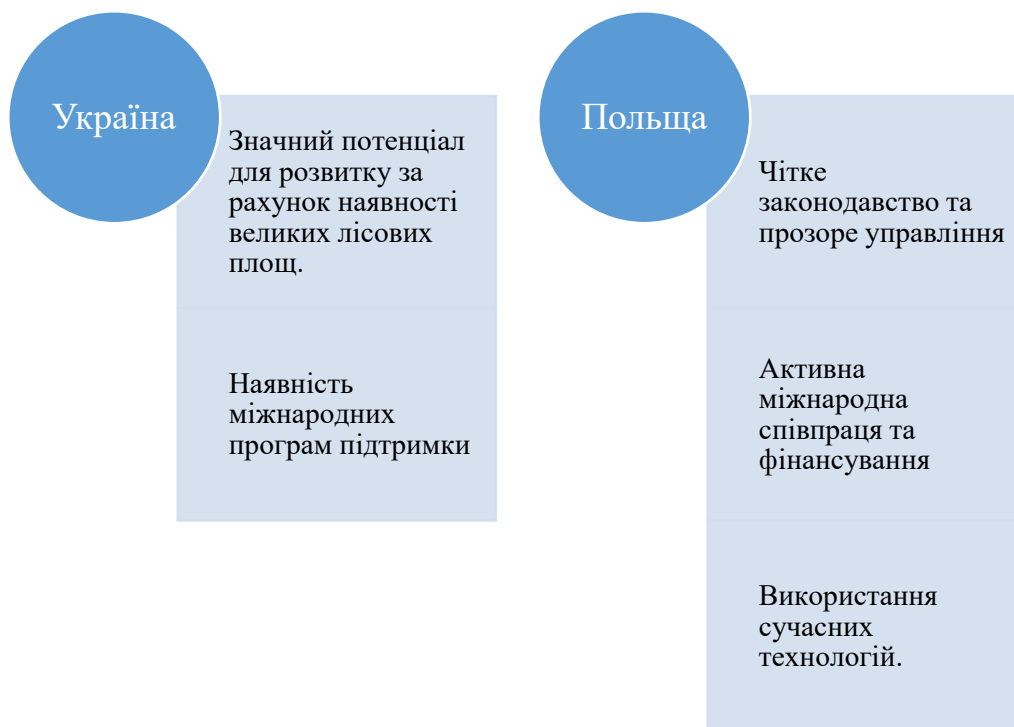 Україна
Значний потенціал
для розвитку за
рахунок наявності
великих лісових
площ.
Наявність
міжнародних
програм підтримки
Польща
Чітке
законодавство та
прозоре управління
Активна
міжнародна
співпраця та
фінансування
Використання
сучасних
технологій.